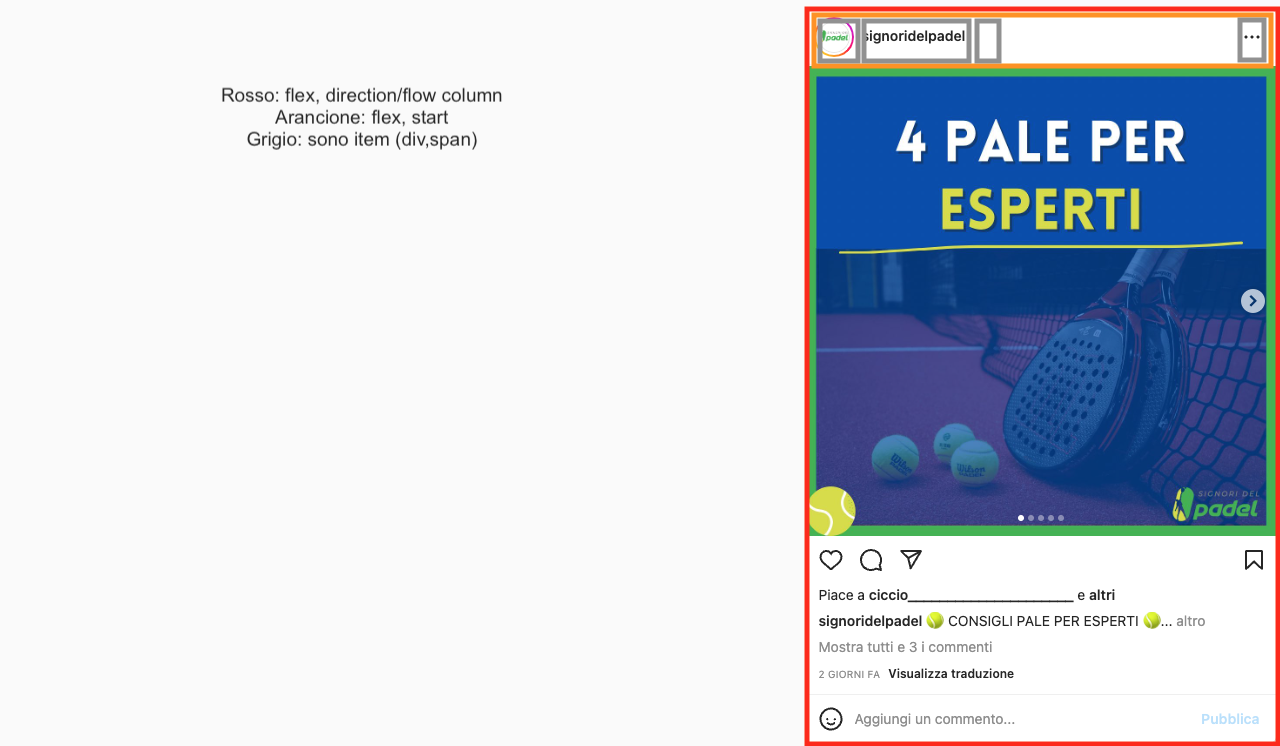 Rosso: flex, direction/flow column
Arancione: flex, start
Grigio: sono item (div,span)
padel
signoridelpadel
4 PALE PER
ESPERTI
Wilson
Wilson
SIGNORI DEL
padel
Piace a ciccio______________________ e altri
signoridelpadel 🎾 CONSIGLI PALE PER ESPERTI 🎾... altro
Mostra tutti e 3 i commenti
2 GIORNI FA Visualizza traduzione
Aggiungi un commento...
Pubblica